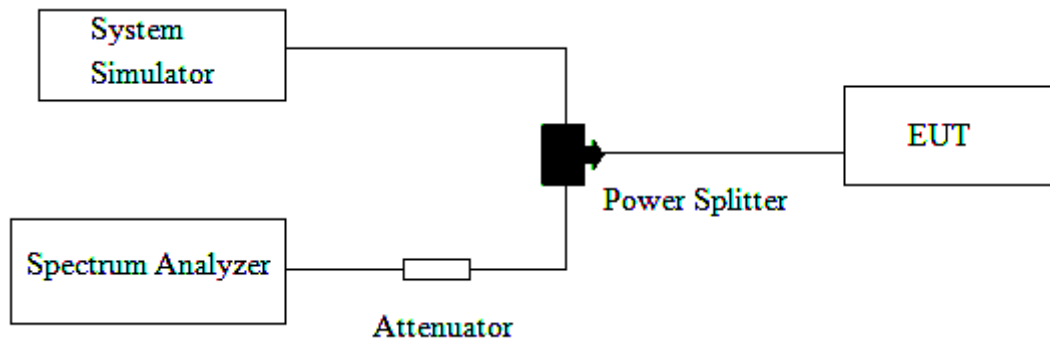 System
Simulator
EUT
Power Splitter
Spectrum Analyzer
Attenuator